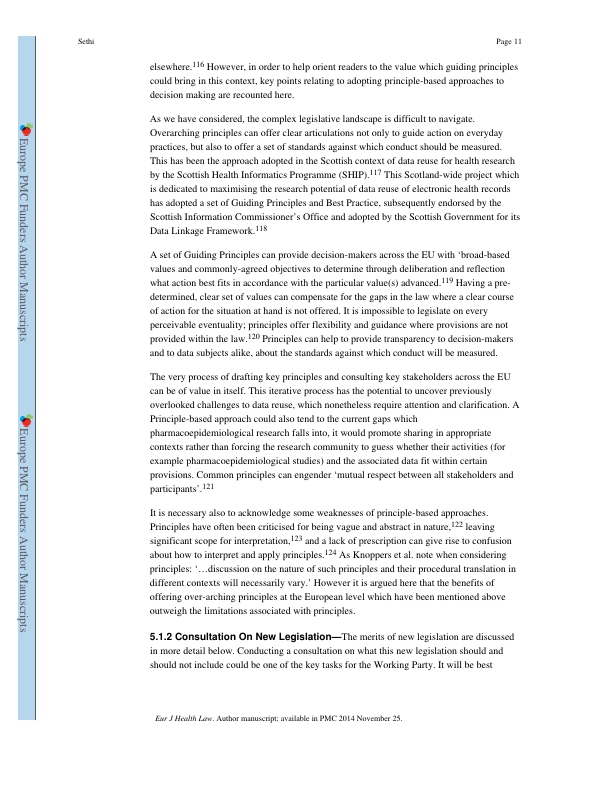 Sethi
Page 11
elsewhere.116 However, in order to help orient readers to the value which guiding principles
could bring in this context, key points relating to adopting principle-based approaches to
decision making are recounted here.
As we have considered, the complex legislative landscape is difficult to navigate.
Overarching principles can offer clear articulations not only to guide action on everyday
practices, but also to offer a set of standards against which conduct should be measured.
This has been the approach adopted in the Scottish context of data reuse for health research
by the Scottish Health Informatics Programme (SHIP).117 This Scotland-wide project which
is dedicated to maximising the research potential of data reuse of electronic health records
has adopted a set of Guiding Principles and Best Practice, subsequently endorsed by the
Scottish Information Commissioner's Office and adopted by the Scottish Government for its
Data Linkage Framework.118
A set of Guiding Principles can provide decision-makers across the EU with ‘broad-based
values and commonly-agreed objectives to determine through deliberation and reflection
what action best fits in accordance with the particular value(s) advanced.119 Having a pre-
determined, clear set of values can compensate for the gaps in the law where a clear course
of action for the situation at hand is not offered. It is impossible to legislate on every
perceivable eventuality; principles offer flexibility and guidance where provisions are not
provided within the law.120 Principles can help to provide transparency to decision-makers
and to data subjects alike, about the standards against which conduct will be measured.
The very process of drafting key principles and consulting key stakeholders across the EU
can be of value in itself. This iterative process has the potential to uncover previously
overlooked challenges to data reuse, which nonetheless require attention and clarification. A
Principle-based approach could also tend to the current gaps which
pharmacoepidemiological research falls into, it would promote sharing in appropriate
contexts rather than forcing the research community to guess whether their activities (for
example pharmacoepidemiological studies) and the associated data fit within certain
provisions. Common principles can engender ‘mutual respect between all stakeholders and
participants’.121
It is necessary also to acknowledge some weaknesses of principle-based approaches.
Principles have often been criticised for being vague and abstract in nature,122 leaving
significant scope for interpretation,123 and a lack of prescription can give rise to confusion
about how to interpret and apply principles.124 As Knoppers et al. note when considering
principles: ‘…discussion on the nature of such principles and their procedural translation in
different contexts will necessarily vary.’ However it is argued here that the benefits of
offering over-arching principles at the European level which have been mentioned above
outweigh the limitations associated with principles.
5.1.2 Consultation On New Legislation—The merits of new legislation are discussed
in more detail below. Conducting a consultation on what this new legislation should and
should not include could be one of the key tasks for the Working Party. It will be best
Eur J Health Law. Author manuscript; available in PMC 2014 November 25.
Europe PMC Funders Author Manuscripts
Europe PMC Funders Author Manuscripts